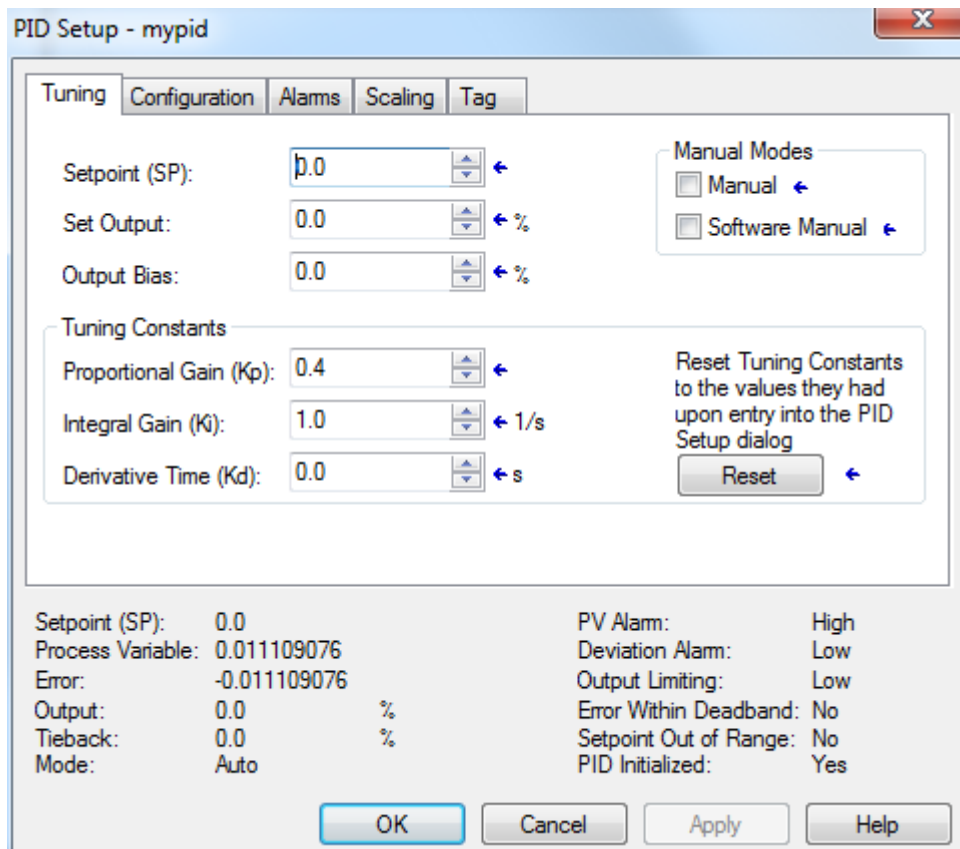 PID Setup - mypid
Tuning Configuration Alarms Scaling Tag
Setpoint (SP): 0.0
Set Output: 0.0 %
Output Bias: 0.0 %
Manual Modes
Manual
Software Manual
Tuning Constants
Proportional Gain (Kp): 0.4
Integral Gain (Ki): 1.0 1/s
Derivative Time (Kd): 0.0 s
Reset Tuning Constants
to the values they had
upon entry into the PID
Setup dialog
Reset
Setpoint (SP): 0.0
Process Variable: 0.011109076
Error: -0.011109076
Output: 0.0 %
Tieback: 0.0 %
Mode: Auto
PV Alarm: High
Deviation Alarm: Low
Output Limiting: Low
Error Within Deadband: No
Setpoint Out of Range: No
PID Initialized: Yes
OK Cancel Apply Help